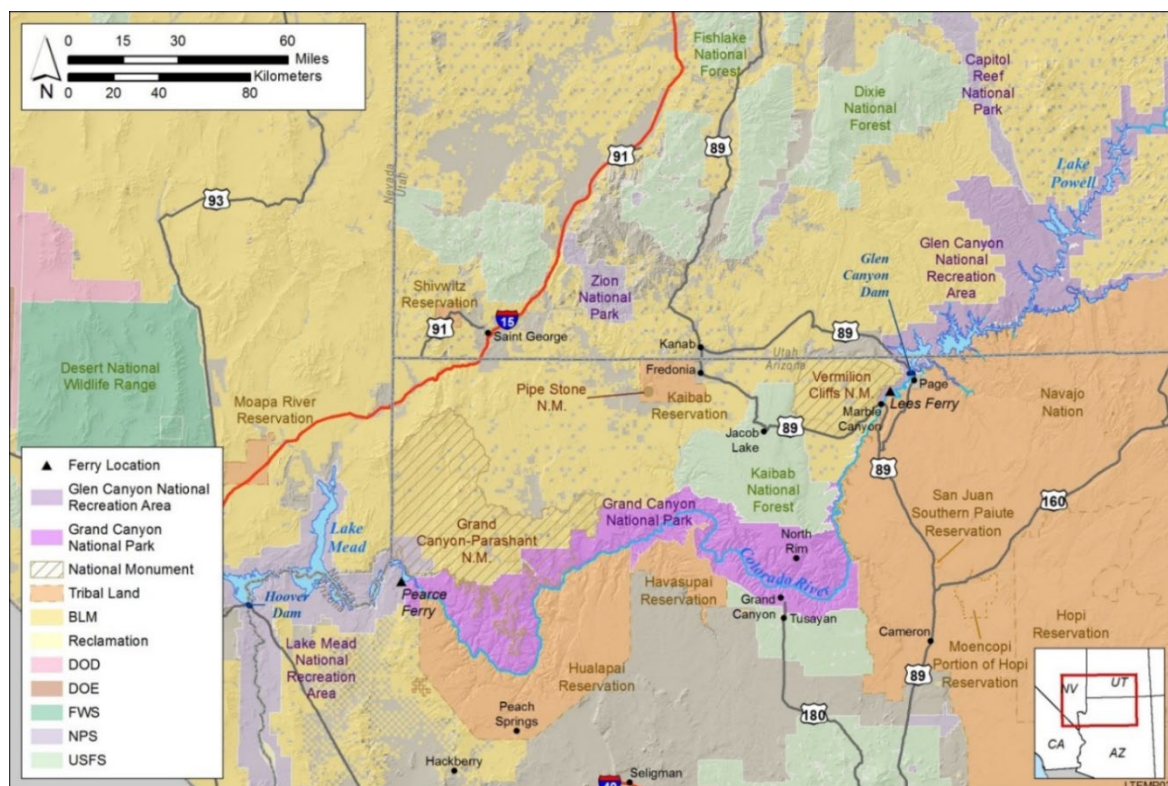 0 15 30 60
Miles
Kilometers
0 20 40 80
N
93
Nevada
Utah
91
Fishlake
National
Forest
89
Dixie
National
Forest
Capitol
Reef
National
Park
Lake
Powell
Glen Canyon
National
Recreation
Area
Glen
Canyon
Dam
Zion
National
Park
Shivwitz
Reservation
91
15
Saint George
Kanab
89
Utah
Arizona
Fredonia
Page
Desert National
Wildlife Range
Moapa River
Reservation
Pipe Stone
N.M.
Kaibab
Reservation
Vermilion
Cliffs N.M.
Marble
Canyon
Lees Ferry
Navajo
Nation
Jacob
Lake
89
Kaibab
National
Forest
89
160
San Juan
Southern Paiute
Reservation
Grand Canyon
National Park
North
Rim
Colorado River
Grand
Canyon-Parashant
N.M.
Lake
Mead
Hoover
Dam
Pearce
Ferry
Lake Mead
National
Recreation
Area
Havasupai
Reservation
Grand
Canyon
Tusayan
Cameron
Hopi
Reservation
Moencopi
Portion of Hopi
Reservation
Hualapai
Reservation
Peach
Springs
Hackberry
Seligman
180
89
40
Ferry Location
Glen Canyon National
Recreation Area
Grand Canyon
National Park
National Monument
Tribal Land
BLM
Reclamation
DOD
DOE
FWS
NPS
USFS
NV
UT
CA
AZ